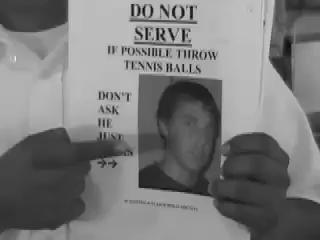 DO NOT
SERVE
IF POSSIBLE THROW
TENNIS BALLS
DON'T
ASK
HE
JUST